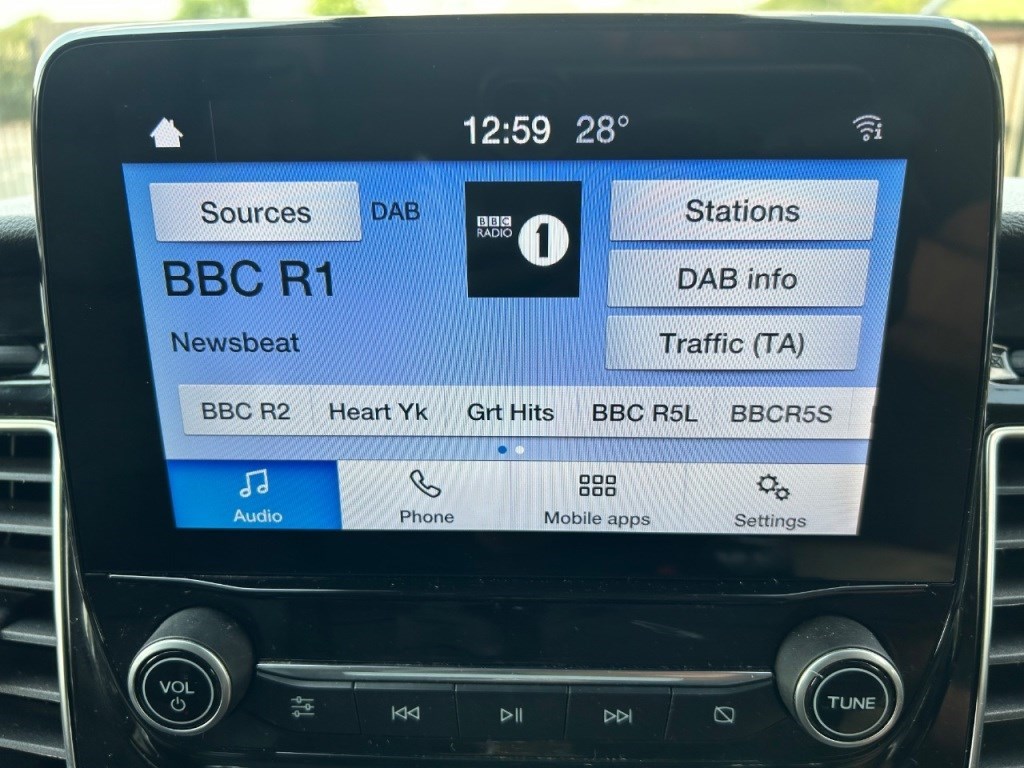 12:59 28°
Sources DAB
BBC RADIO 1
Stations
BBC R1
DAB info
Newsbeat
Traffic (TA)
BBC R2 Heart Yk Grt Hits BBC R5L BBCR5S
Audio Phone Mobile apps Settings
VOL
TUNE